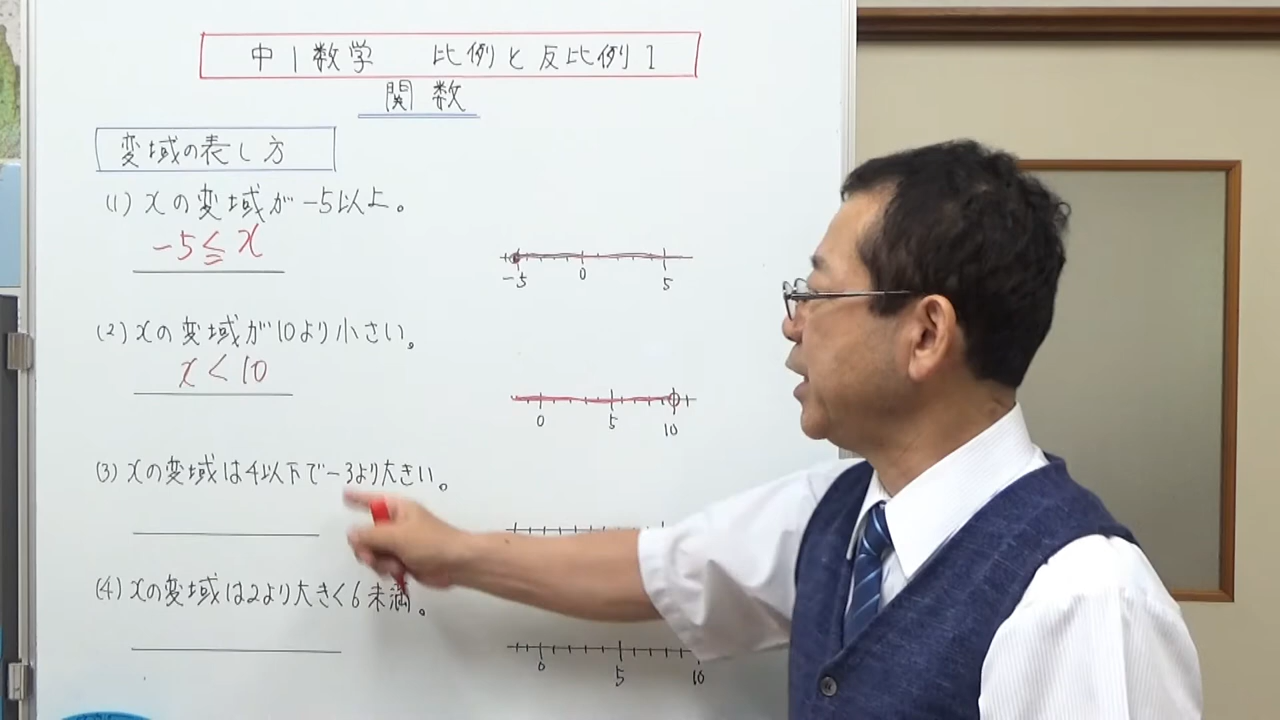 中1数学 比例と反比例1
関数
変域の表し方
(1) xの変域が-5以上。
-5≦x
-5 0 5
(2) xの変域が10より小さい。
x<10
0 5 10
(3) xの変域は4以下で-3より大きい。
(4) xの変域は2より大きく6未満。
0 5 10